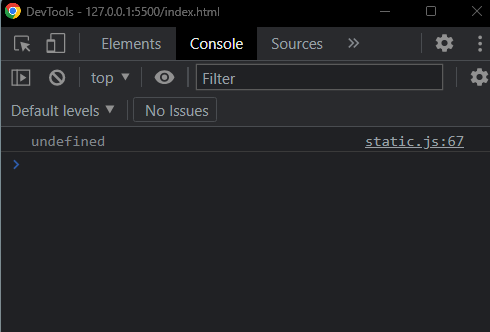 DevTools - 127.0.0.1:5500/index.html
Elements Console Sources
top Filter
Default levels No Issues
undefined static.js:67